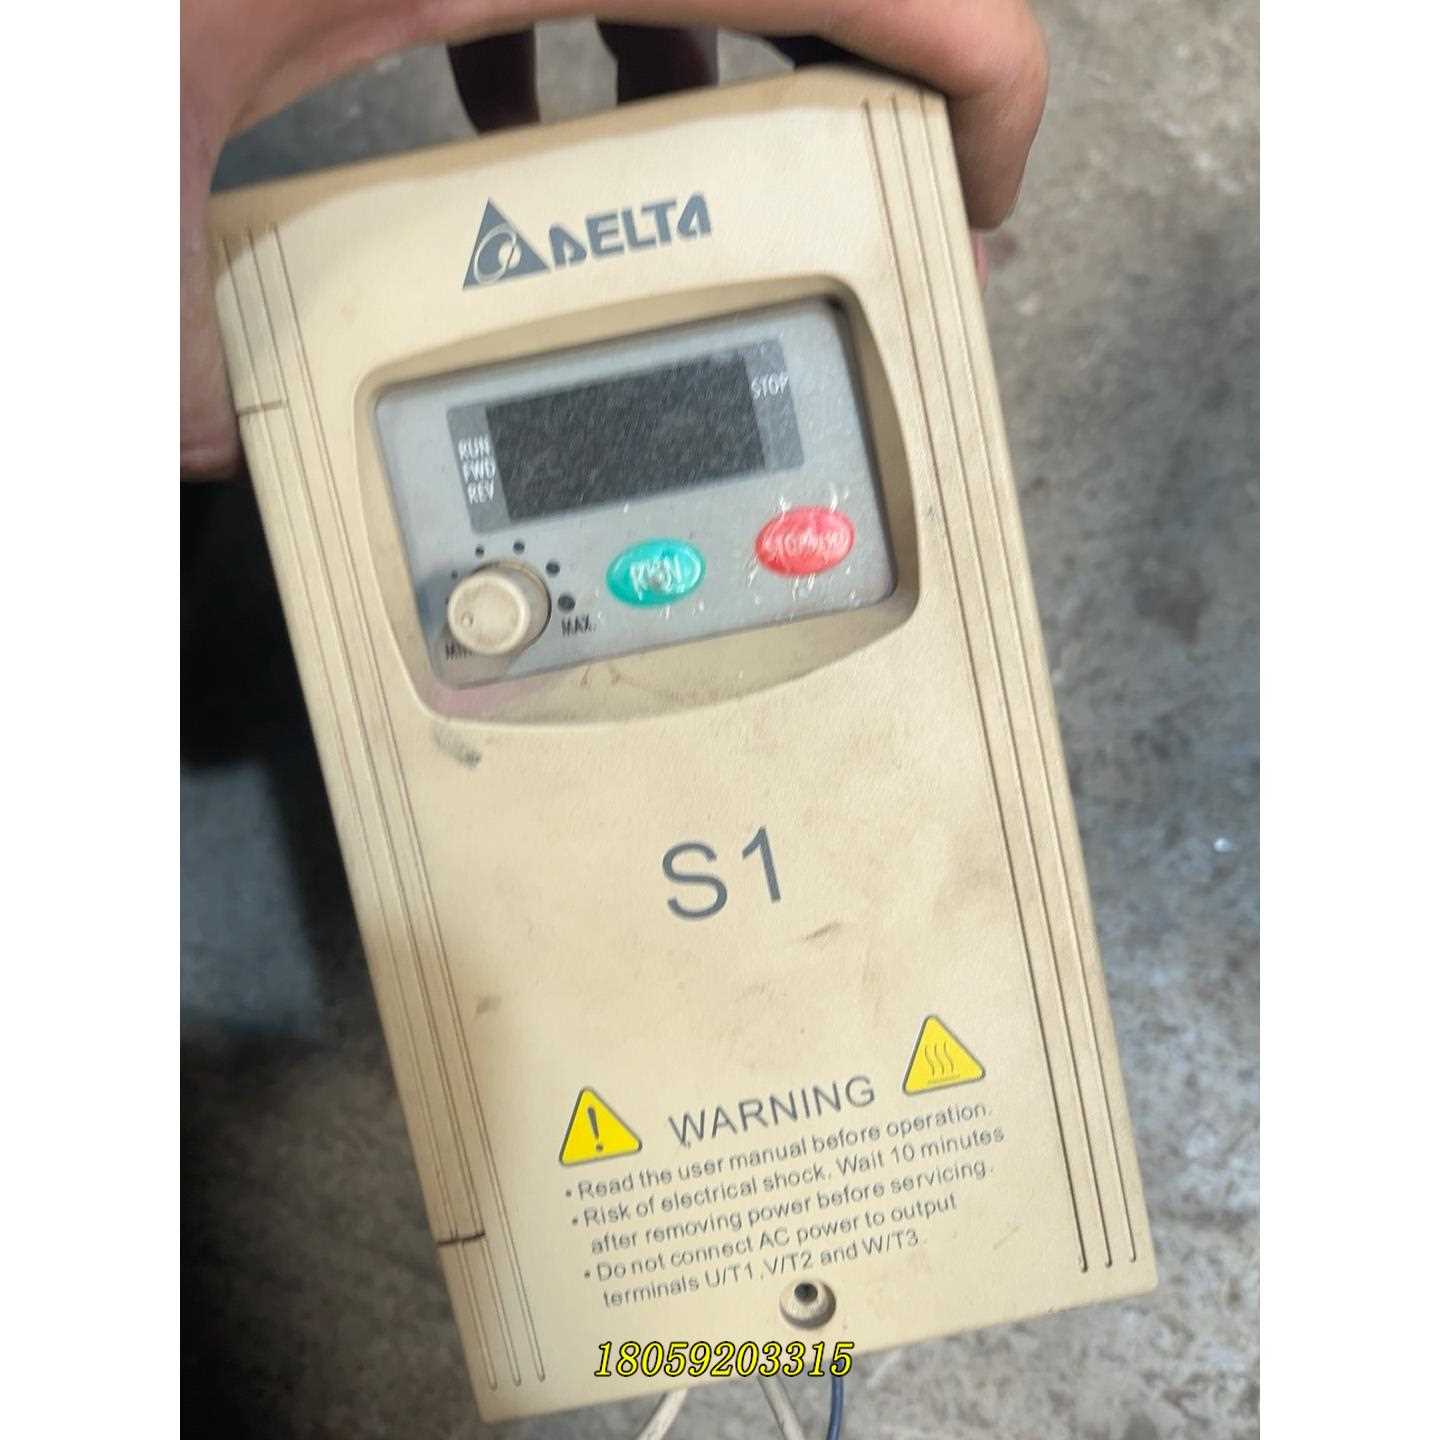 DELTA
STOP
RUN
FWD
REV
RUN
MIN.
MAX.
S1
WARNING
• Read the user manual before operation.
• Risk of electrical shock. Wait 10 minutes
after removing power before servicing.
• Do not connect AC power to output
terminals U/T1,V/T2 and W/T3.
18059203315